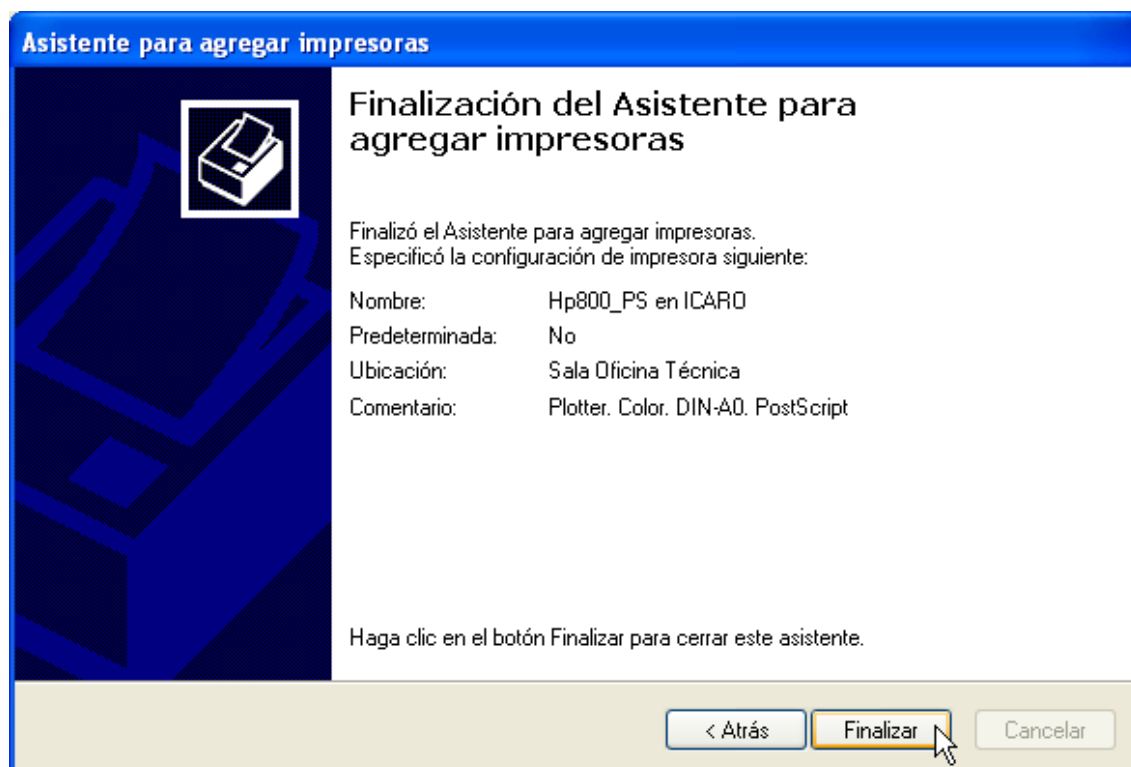 Asistente para agregar impresoras
Finalización del Asistente para
agregar impresoras
Finalizó el Asistente para agregar impresoras.
Especificó la configuración de impresora siguiente:
Nombre: Hp800_PS en ICARO
Predeterminada: No
Ubicación: Sala Oficina Técnica
Comentario: Plotter. Color. DIN-A0. PostScript
Haga clic en el botón Finalizar para cerrar este asistente.
< Atrás Finalizar Cancelar